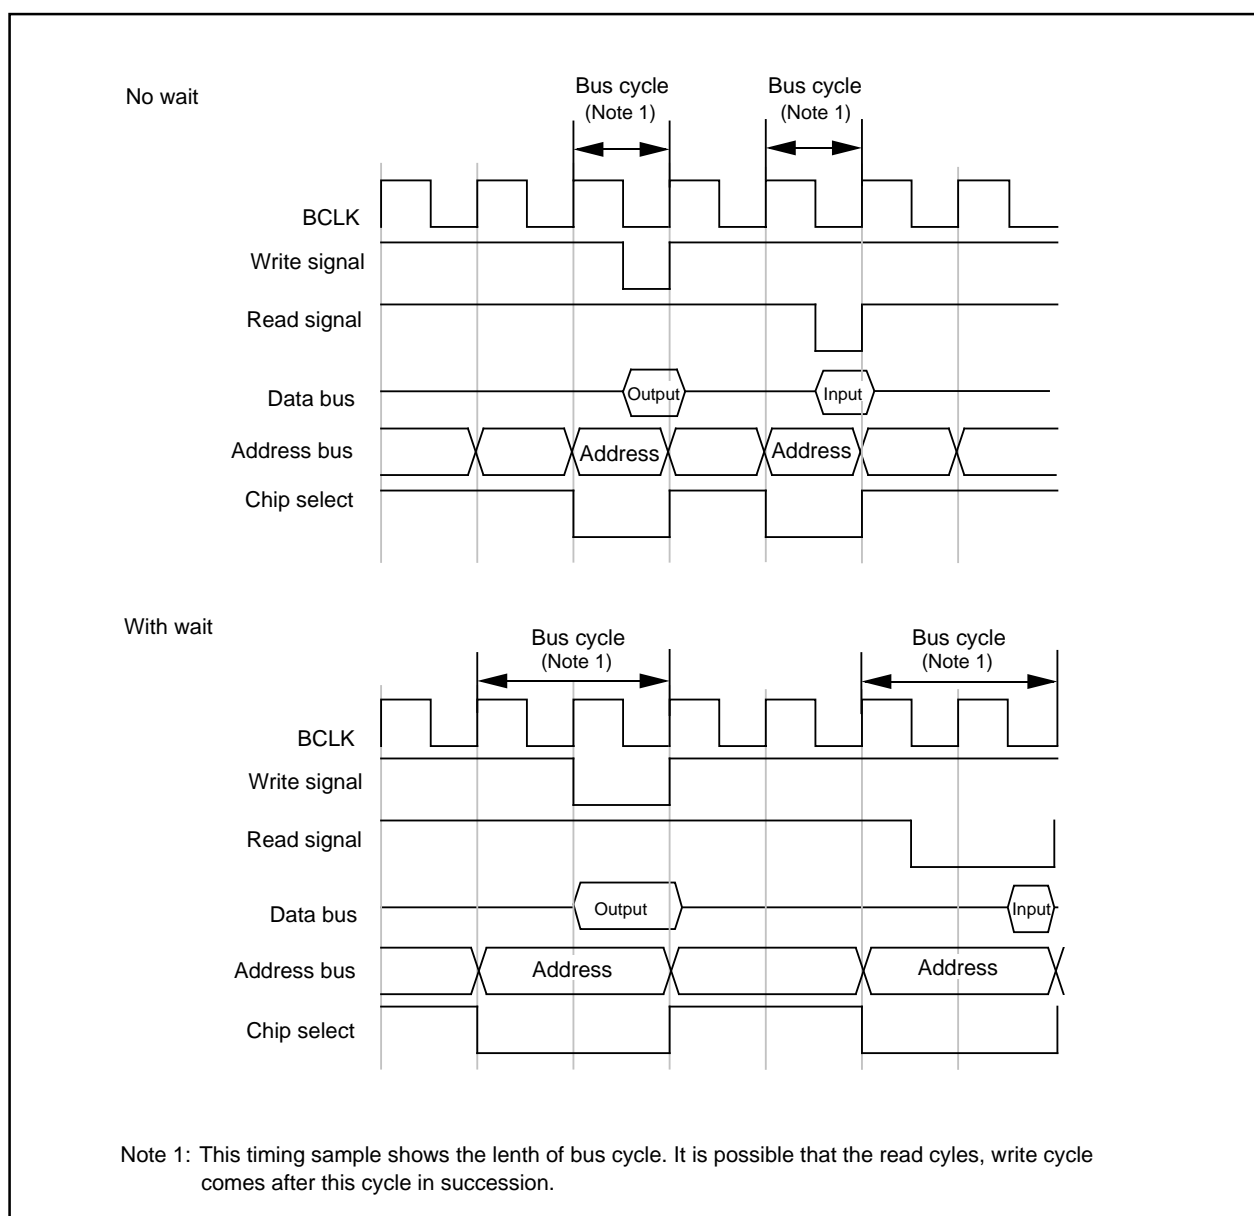 No wait
Bus cycle
(Note 1)
Bus cycle
(Note 1)
BCLK
Write signal
Read signal
Data bus
Output
Input
Address bus
Address
Address
Chip select
With wait
Bus cycle
(Note 1)
Bus cycle
(Note 1)
BCLK
Write signal
Read signal
Data bus
Output
Input
Address bus
Address
Address
Chip select
Note 1: This timing sample shows the lenth of bus cycle. It is possible that the read cyles, write cycle
comes after this cycle in succession.